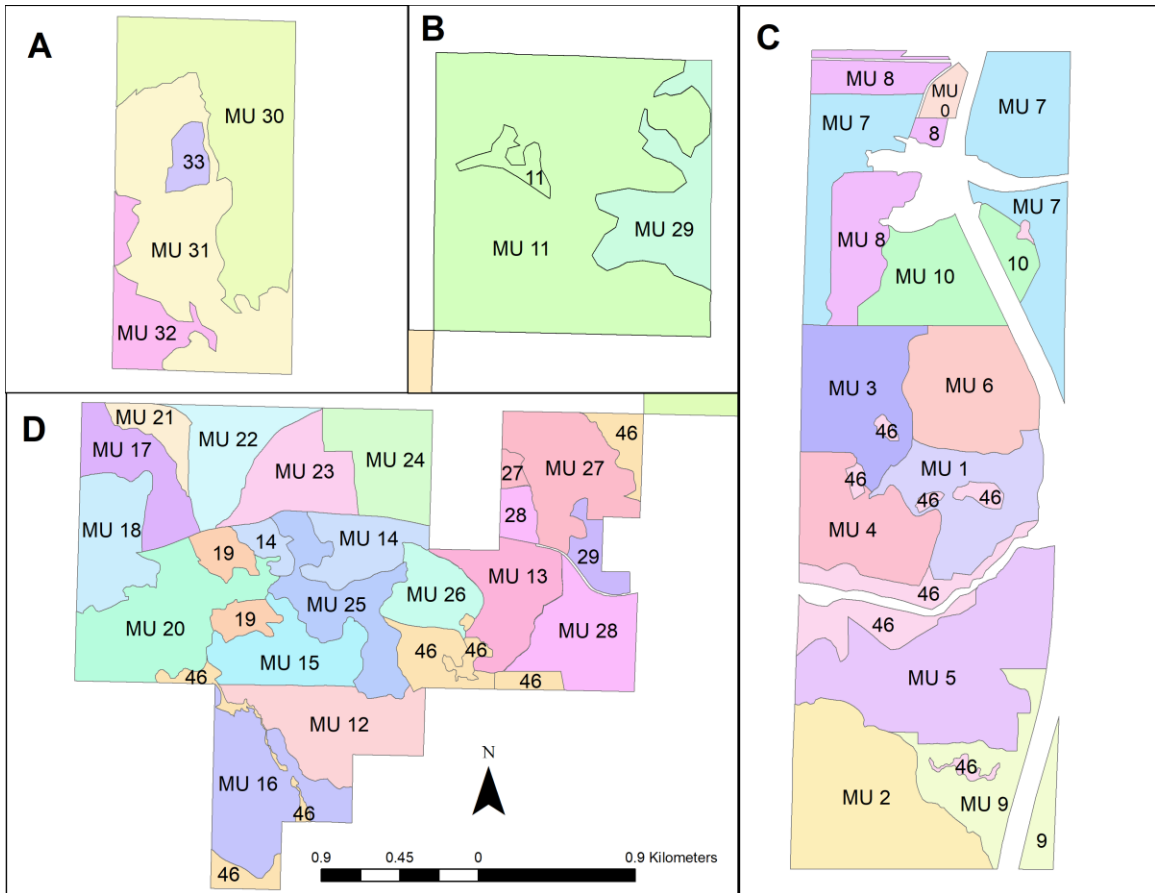 A
MU 30
33
MU 31
MU 32
B
11
MU 29
MU 11
C
MU 8
MU
0
MU 7
MU 7
8
MU 7
MU 8
10
MU 10
MU 3
MU 6
46
MU 1
46
46
46
MU 4
46
46
MU 5
46
MU 2
MU 9
9
D
MU 21
MU 22
46
MU 17
MU 24
MU 23
MU 27
27
28
MU 18
14
MU 14
19
29
MU 13
MU 26
MU 25
19
MU 20
MU 28
46
46
MU 15
46
46
MU 12
N
MU 16
46
46
0.9
0.45
0
0.9 Kilometers